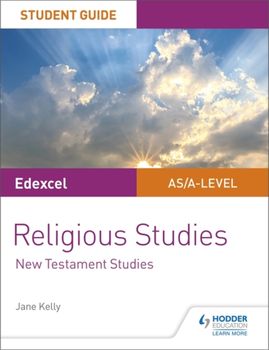 STUDENT GUIDE
Edexcel
AS/A-LEVEL
Religious Studies
New Testament Studies
Jane Kelly
HODDER
EDUCATION
LEARN MORE